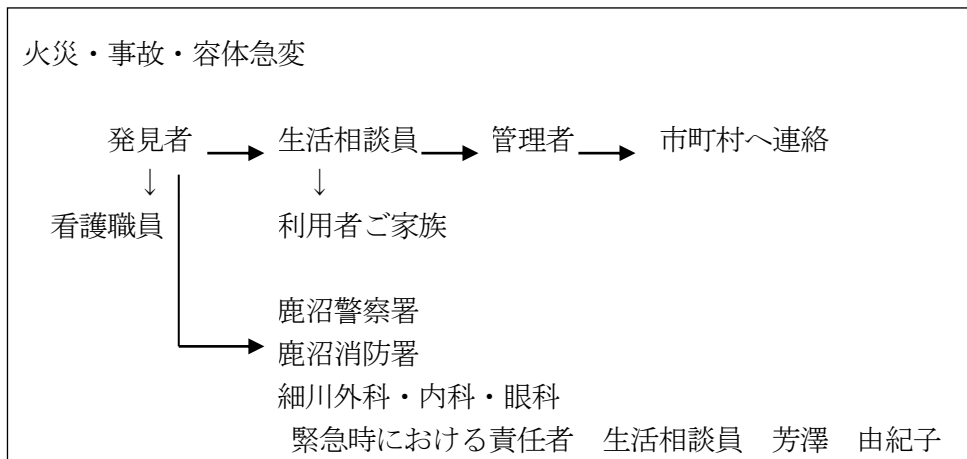 火災・事故・容体急変
発見者 → 生活相談員 → 管理者 → 市町村へ連絡
↓ ↓
看護職員 利用者ご家族
鹿沼警察署
鹿沼消防署
細川外科・内科・眼科
緊急時における責任者 生活相談員 芳澤 由紀子